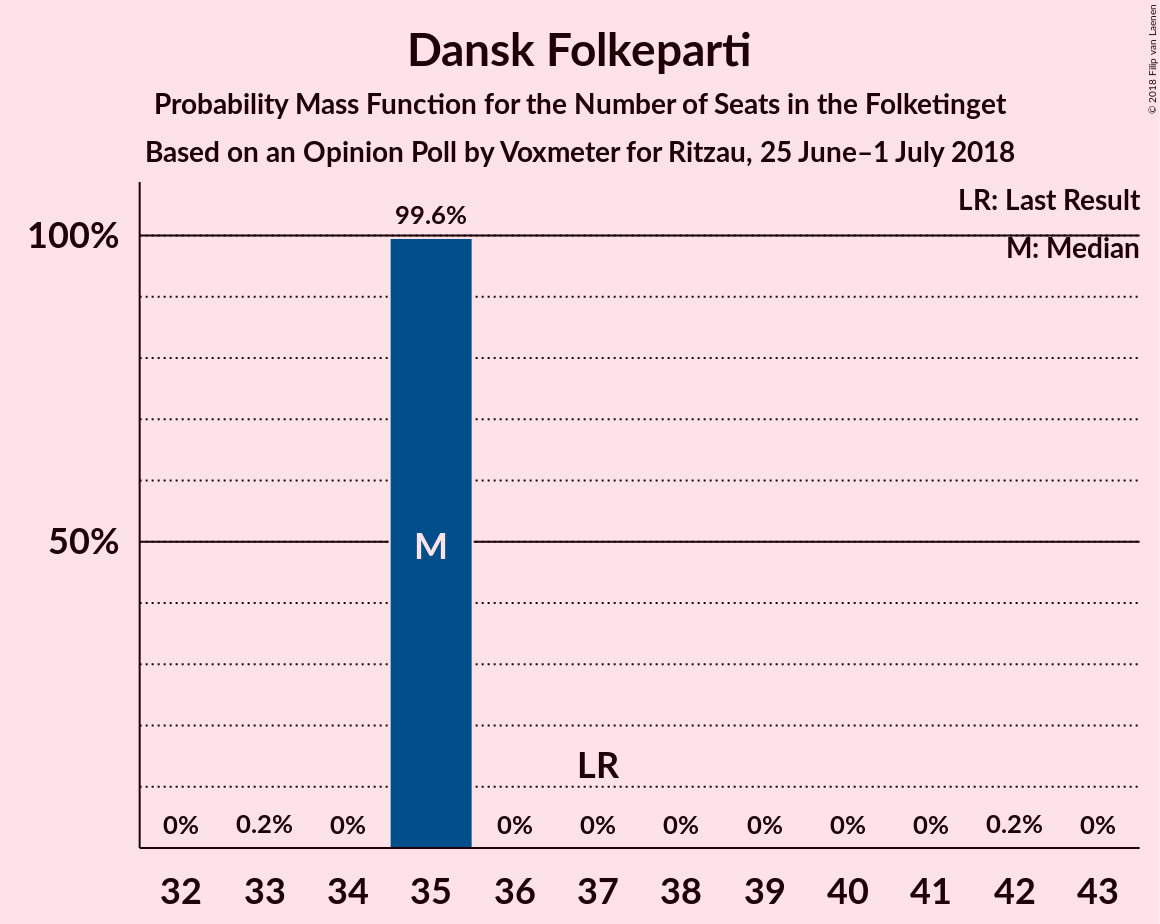 Dansk Folkeparti
Probability Mass Function for the Number of Seats in the Folketinget
Based on an Opinion Poll by Voxmeter for Ritzau, 25 June–1 July 2018
© 2018 Filip van Laenen
LR: Last Result
M: Median
100%
50%
99.6%
M
LR
0% 0.2% 0% 0% 0% 0% 0% 0% 0% 0.2% 0%
32 33 34 35 36 37 38 39 40 41 42 43